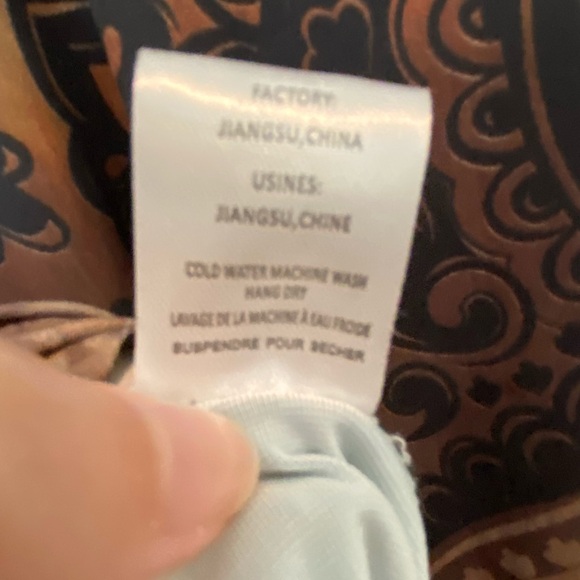 FACTORY:
JIANGSU,CHINA
USINES:
JIANGSU,CHINE
COLD WATER MACHINE WASH
HANG DRY
LAVAGE DE LA MACHINE À EAU FROIDE
SUSPENDRE POUR SECHER